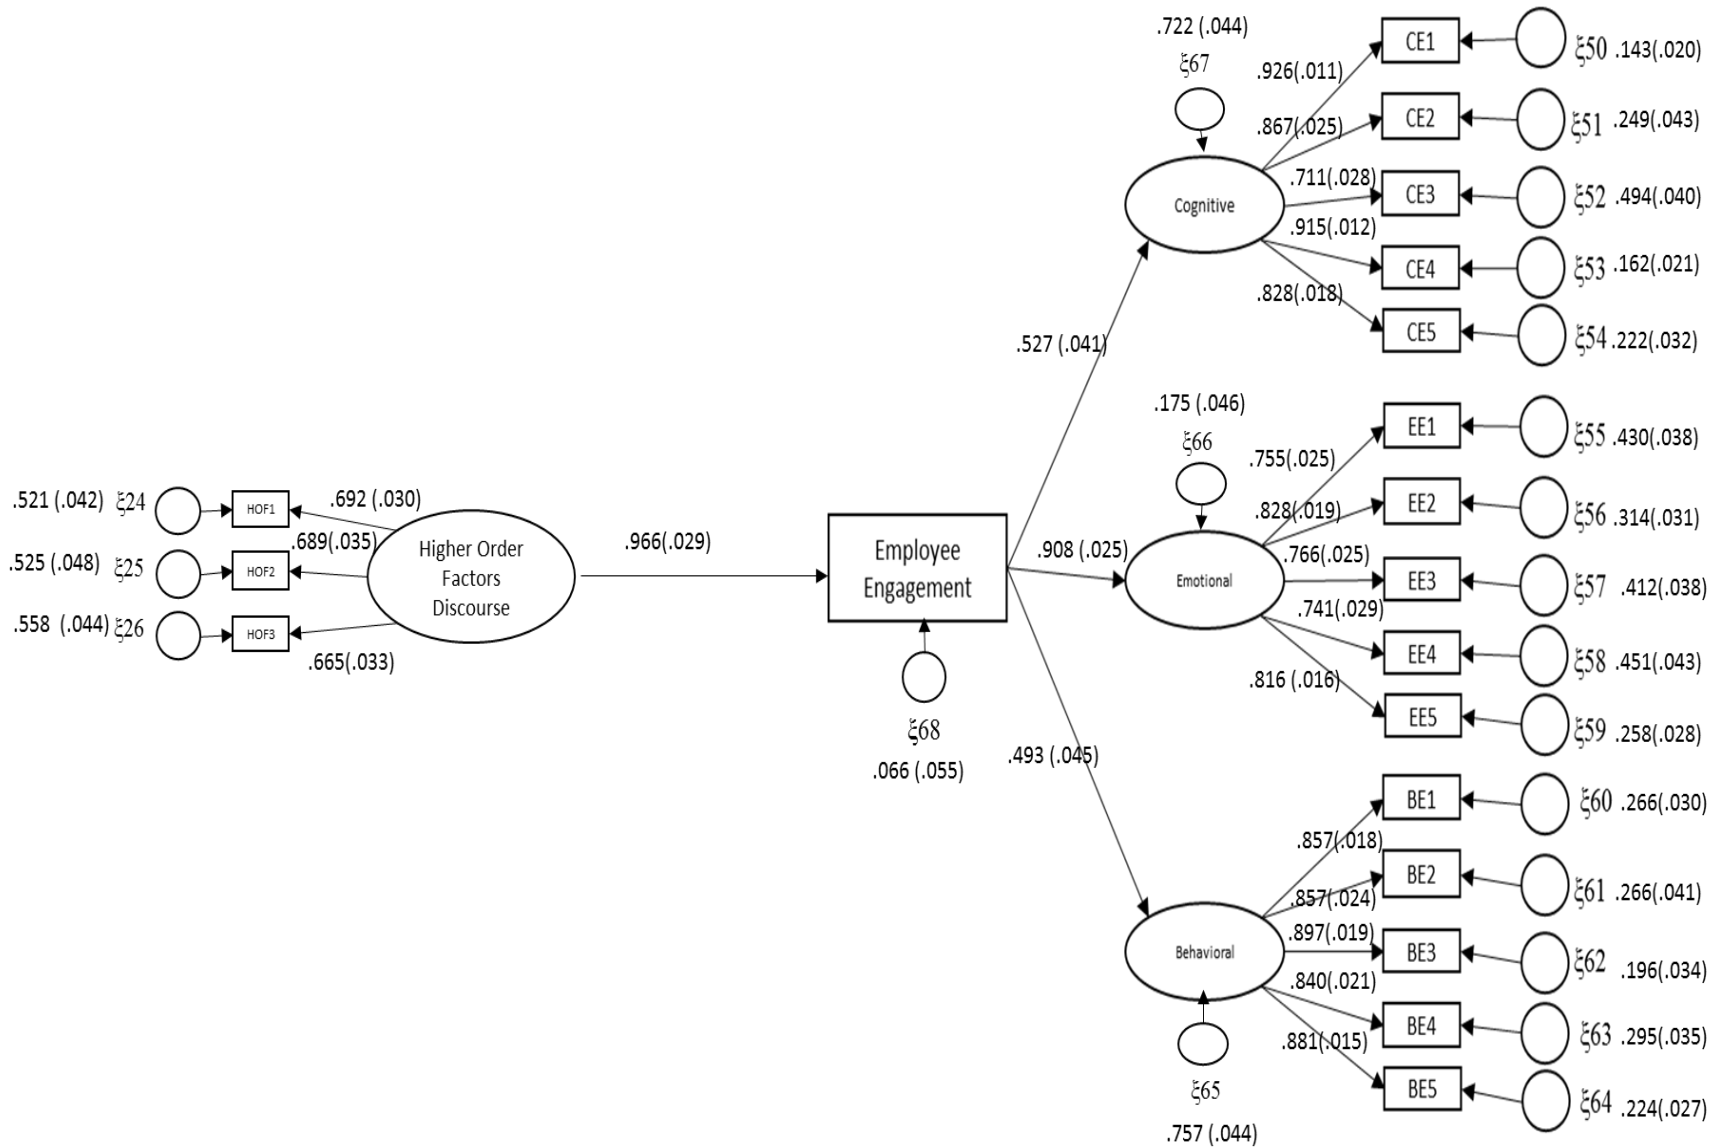 .521 (.042) ξ24
HOF1
.692 (.030)
.525 (.048) ξ25
HOF2
.689(.035)
.558 (.044) ξ26
HOF3
.665(.033)
Higher Order
Factors
Discourse
.966(.029)
Employee
Engagement
ξ68
.066 (.055)
.527 (.041)
.908 (.025)
.493 (.045)
.722 (.044)
ξ67
Cognitive
.926(.011)
CE1
ξ50 .143(.020)
.867(.025)
CE2
ξ51 .249(.043)
.711(.028)
CE3
ξ52 .494(.040)
.915(.012)
CE4
ξ53 .162(.021)
.828(.018)
CE5
ξ54 .222(.032)
.175 (.046)
ξ66
Emotional
.755(.025)
EE1
ξ55 .430(.038)
.828(.019)
EE2
ξ56 .314(.031)
.766(.025)
EE3
ξ57 .412(.038)
.741(.029)
EE4
ξ58 .451(.043)
.816 (.016)
EE5
ξ59 .258(.028)
Behavioral
ξ65
.757 (.044)
.857(.018)
BE1
ξ60 .266(.030)
.857(.024)
BE2
ξ61 .266(.041)
.897(.019)
BE3
ξ62 .196(.034)
.840(.021)
BE4
ξ63 .295(.035)
.881(.015)
BE5
ξ64 .224(.027)